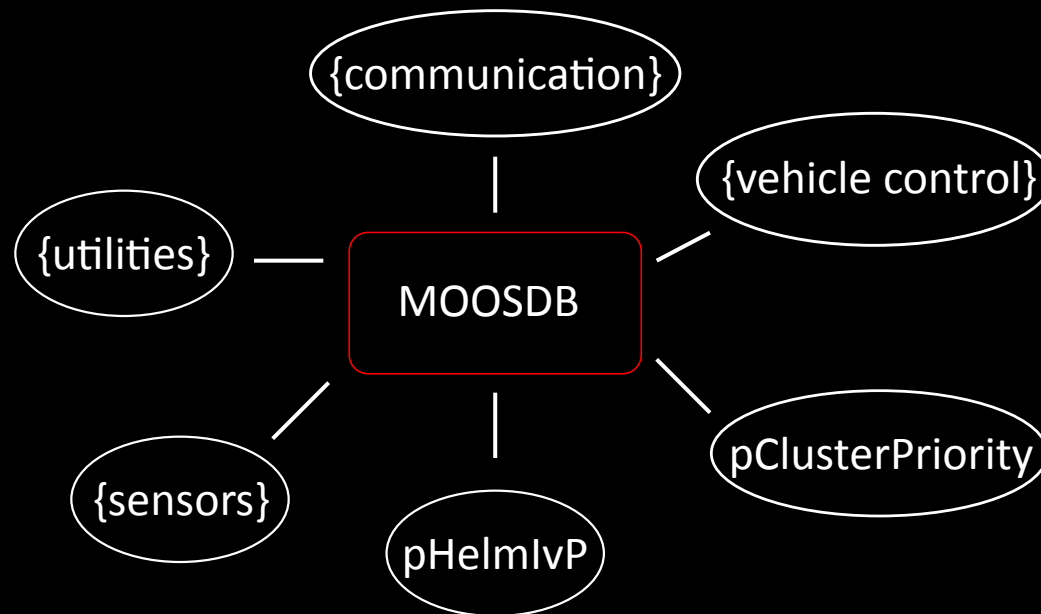 {communication}
{vehicle control}
{utilities}
MOOSDB
pClusterPriority
{sensors}
pHelmIvP